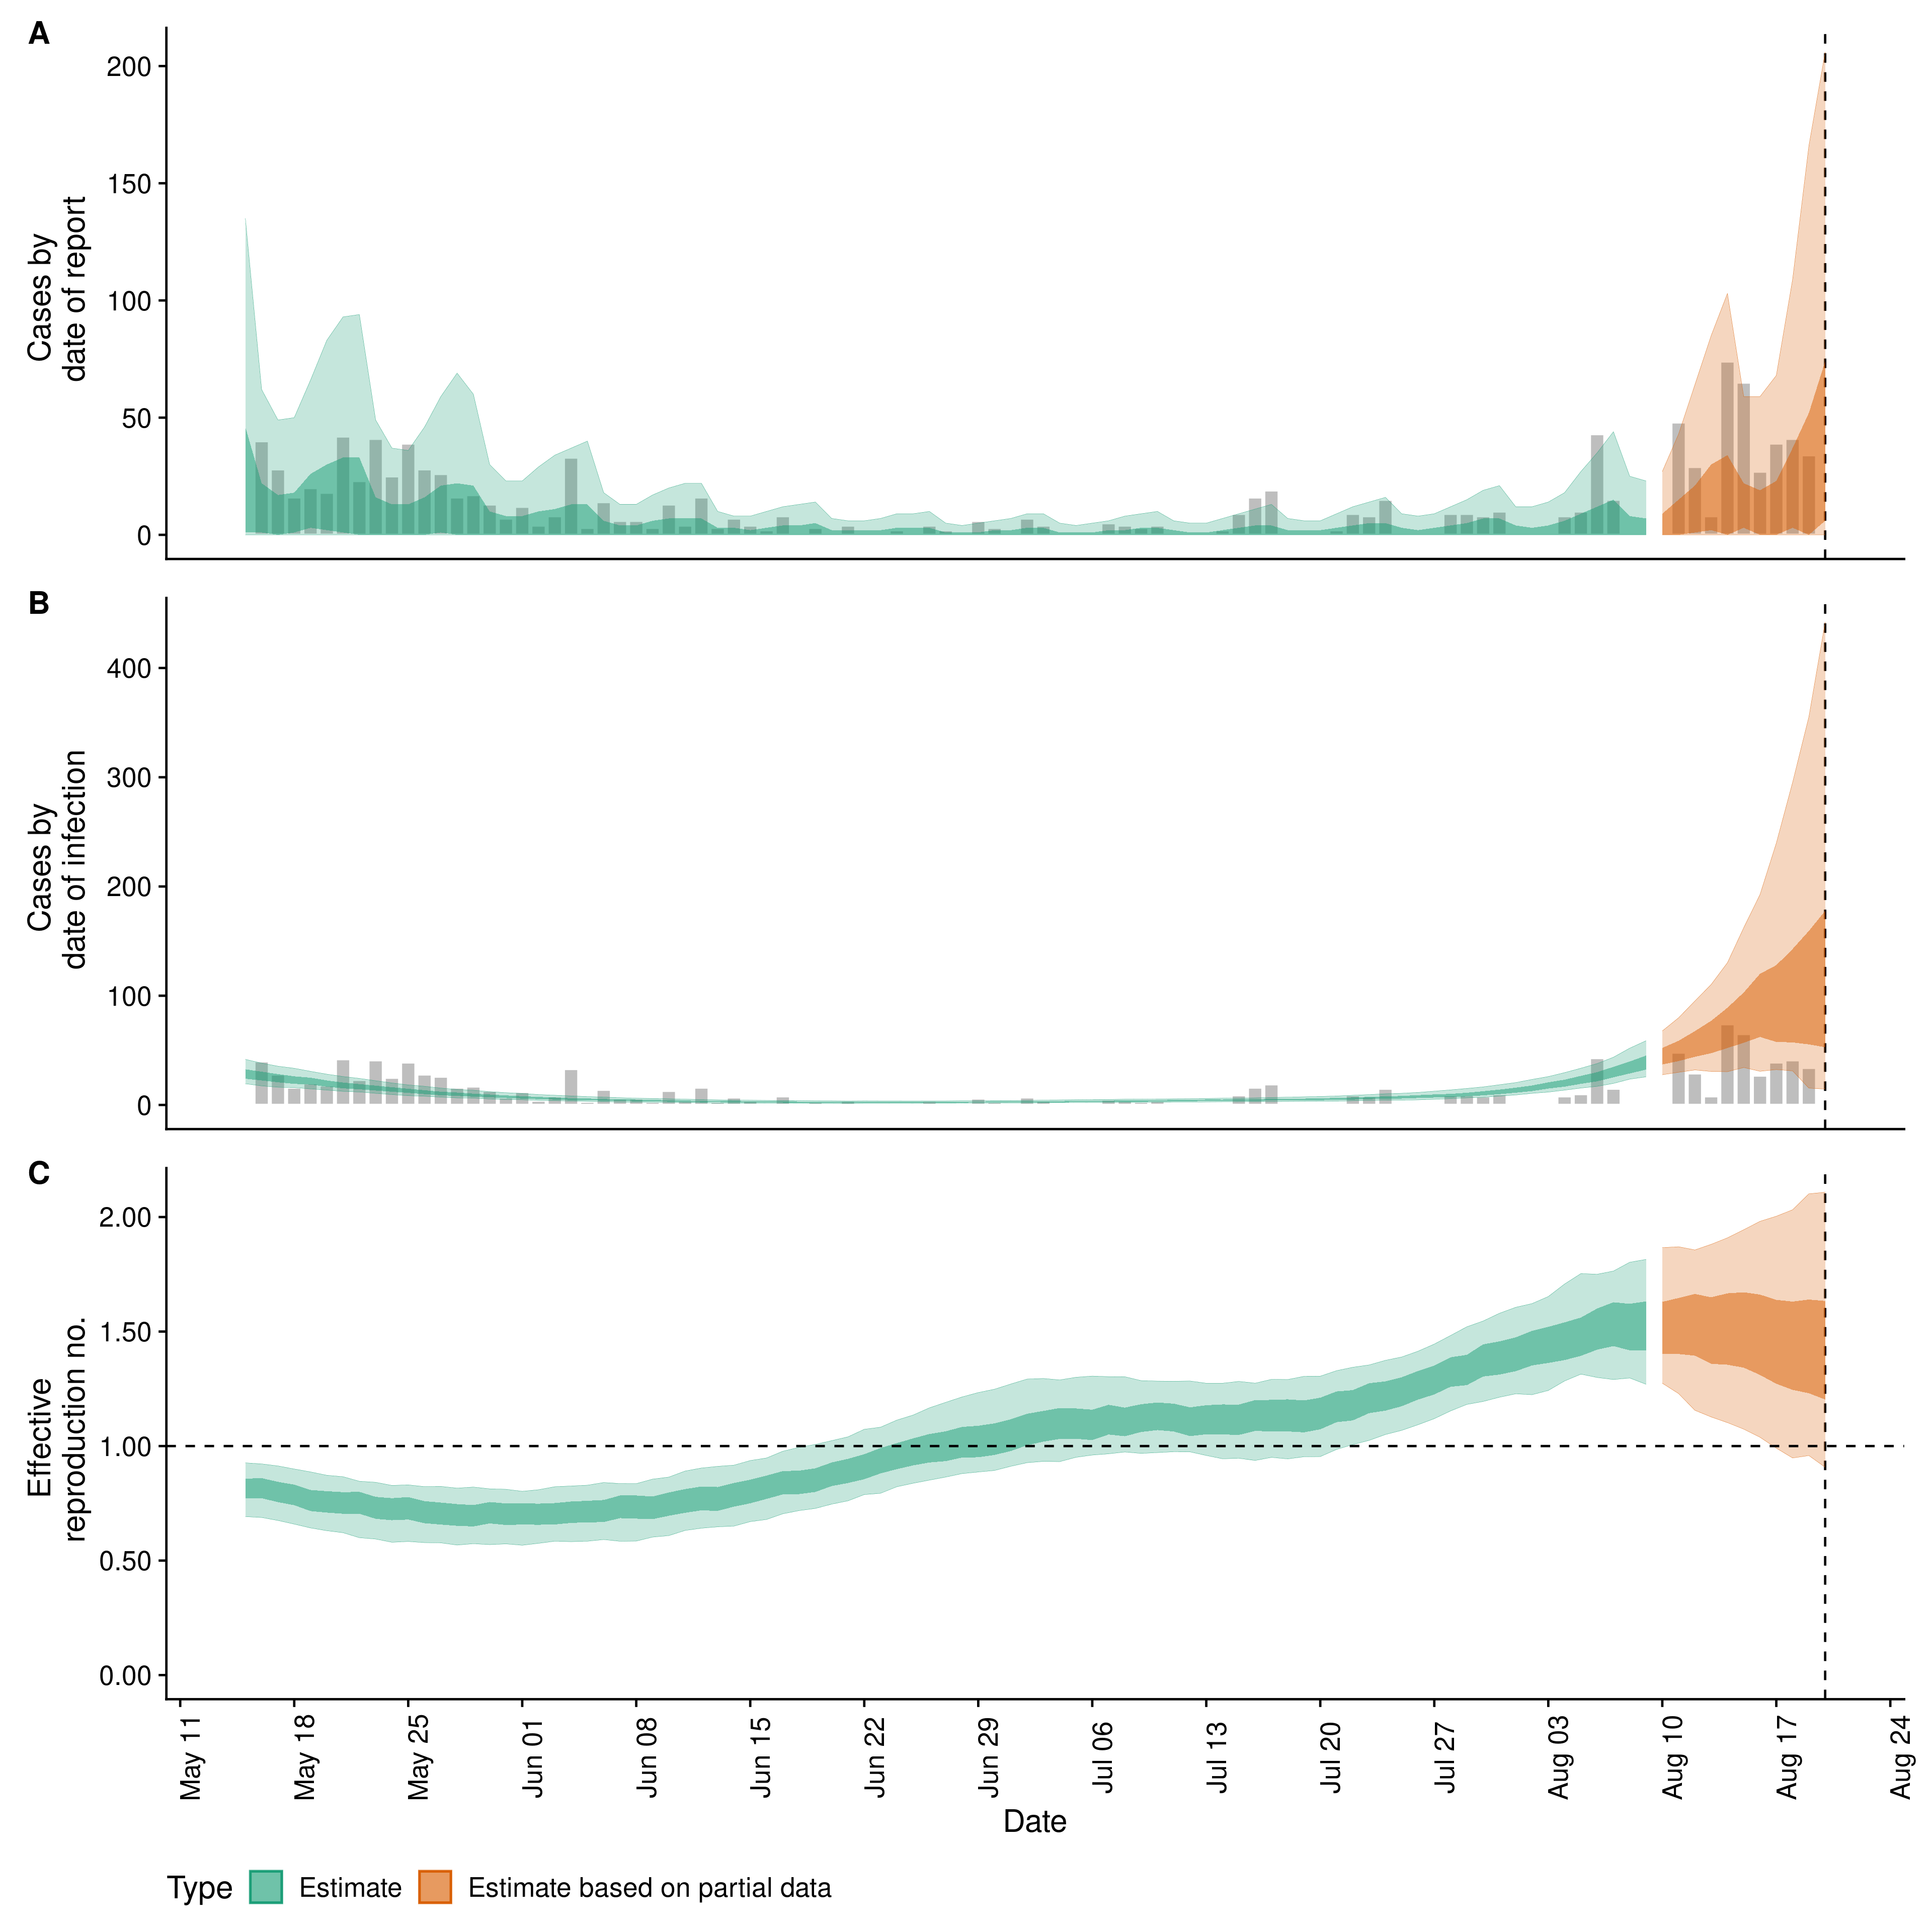 A
Cases by
date of report
200
150
100
50
0
B
Cases by
date of infection
400
300
200
100
0
C
Effective
reproduction no.
2.00
1.50
1.00
0.50
0.00
May 11
May 18
May 25
Jun 01
Jun 08
Jun 15
Jun 22
Jun 29
Jul 06
Jul 13
Jul 20
Jul 27
Aug 03
Aug 10
Aug 17
Aug 24
Date
Type Estimate Estimate based on partial data